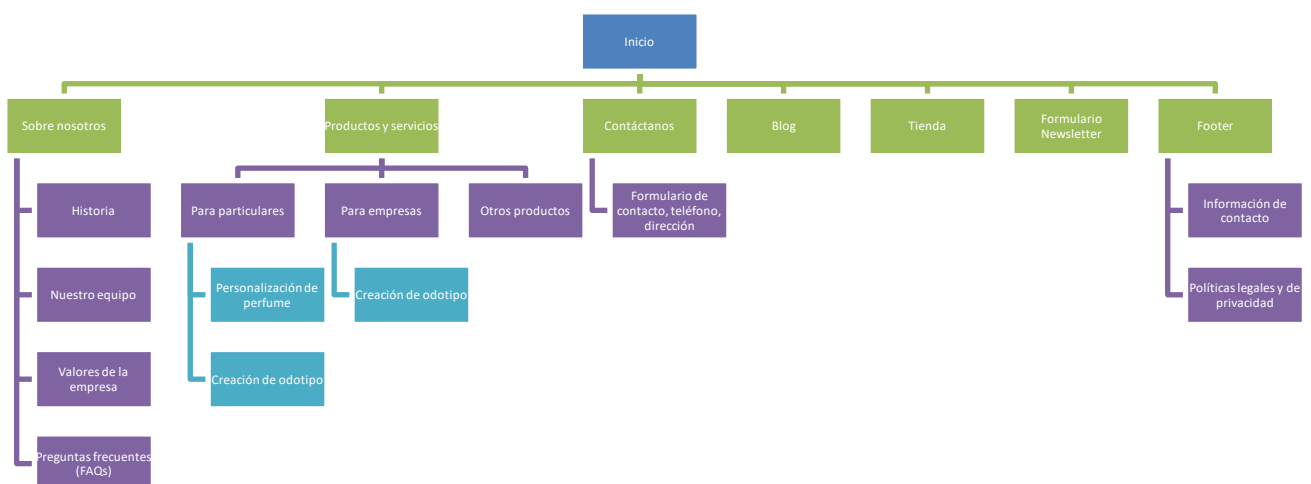 Inicio
Sobre nosotros
Productos y servicios
Contáctanos
Blog
Tienda
Formulario
Newsletter
Footer
Historia
Para particulares
Para empresas
Otros productos
Formulario de
contacto, teléfono,
dirección
Información de
contacto
Nuestro equipo
Personalización de
perfume
Creación de odotipo
Políticas legales y de
privacidad
Valores de la
empresa
Creación de odotipo
Preguntas frecuentes
(FAQs)